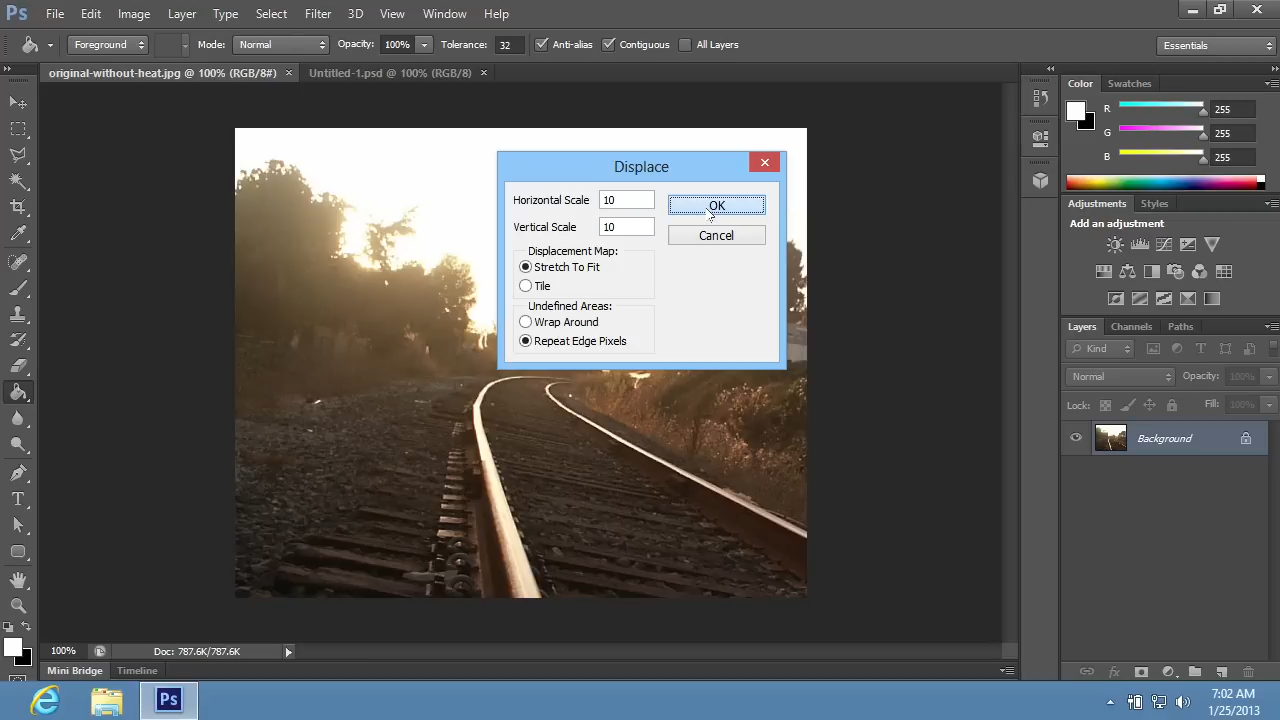 Ps File Edit Image Layer Type Select Filter 3D View Window Help
Foreground Mode: Normal Opacity: 100% Tolerance: 32 Anti-alias Contiguous All Layers Essentials
original-without-heat.jpg @ 100% (RGB/8#) × Untitled-1.psd @ 100% (RGB/8) ×
Color Swatches
R 255
G 255
B 255
Displace
Horizontal Scale 10 OK
Vertical Scale 10 Cancel
Displacement Map:
Stretch To Fit
Tile
Undefined Areas:
Wrap Around
Repeat Edge Pixels
Adjustments Styles
Add an adjustment
Layers Channels Paths
Kind
Normal Opacity: 100%
Lock: Fill: 100%
Background
100% Doc: 787.6K/787.6K
Mini Bridge Timeline
Ps
7:02 AM
1/25/2013